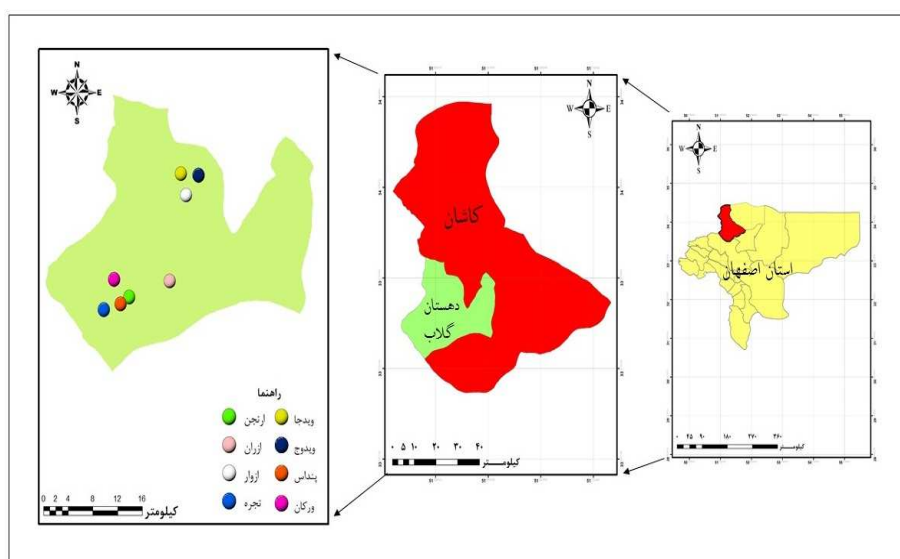 N
W E
S
راهنما
ویدجا
ارنجن
ویدوج
ازران
پنداس
ازوار
ورکان
نجره
0 2 4 8 12 16
کیلومتر
N
W E
S
کاشان
دهستان
گلاب
۰ ۵ ۱۰ ۲۰ ۳۰ ۴۰
کیلومتر
N
W E
S
استان اصفهان
۰ ۴۵ ۹۰ ۱۸۰ ۲۷۰ ۳۶۰
کیلومتر